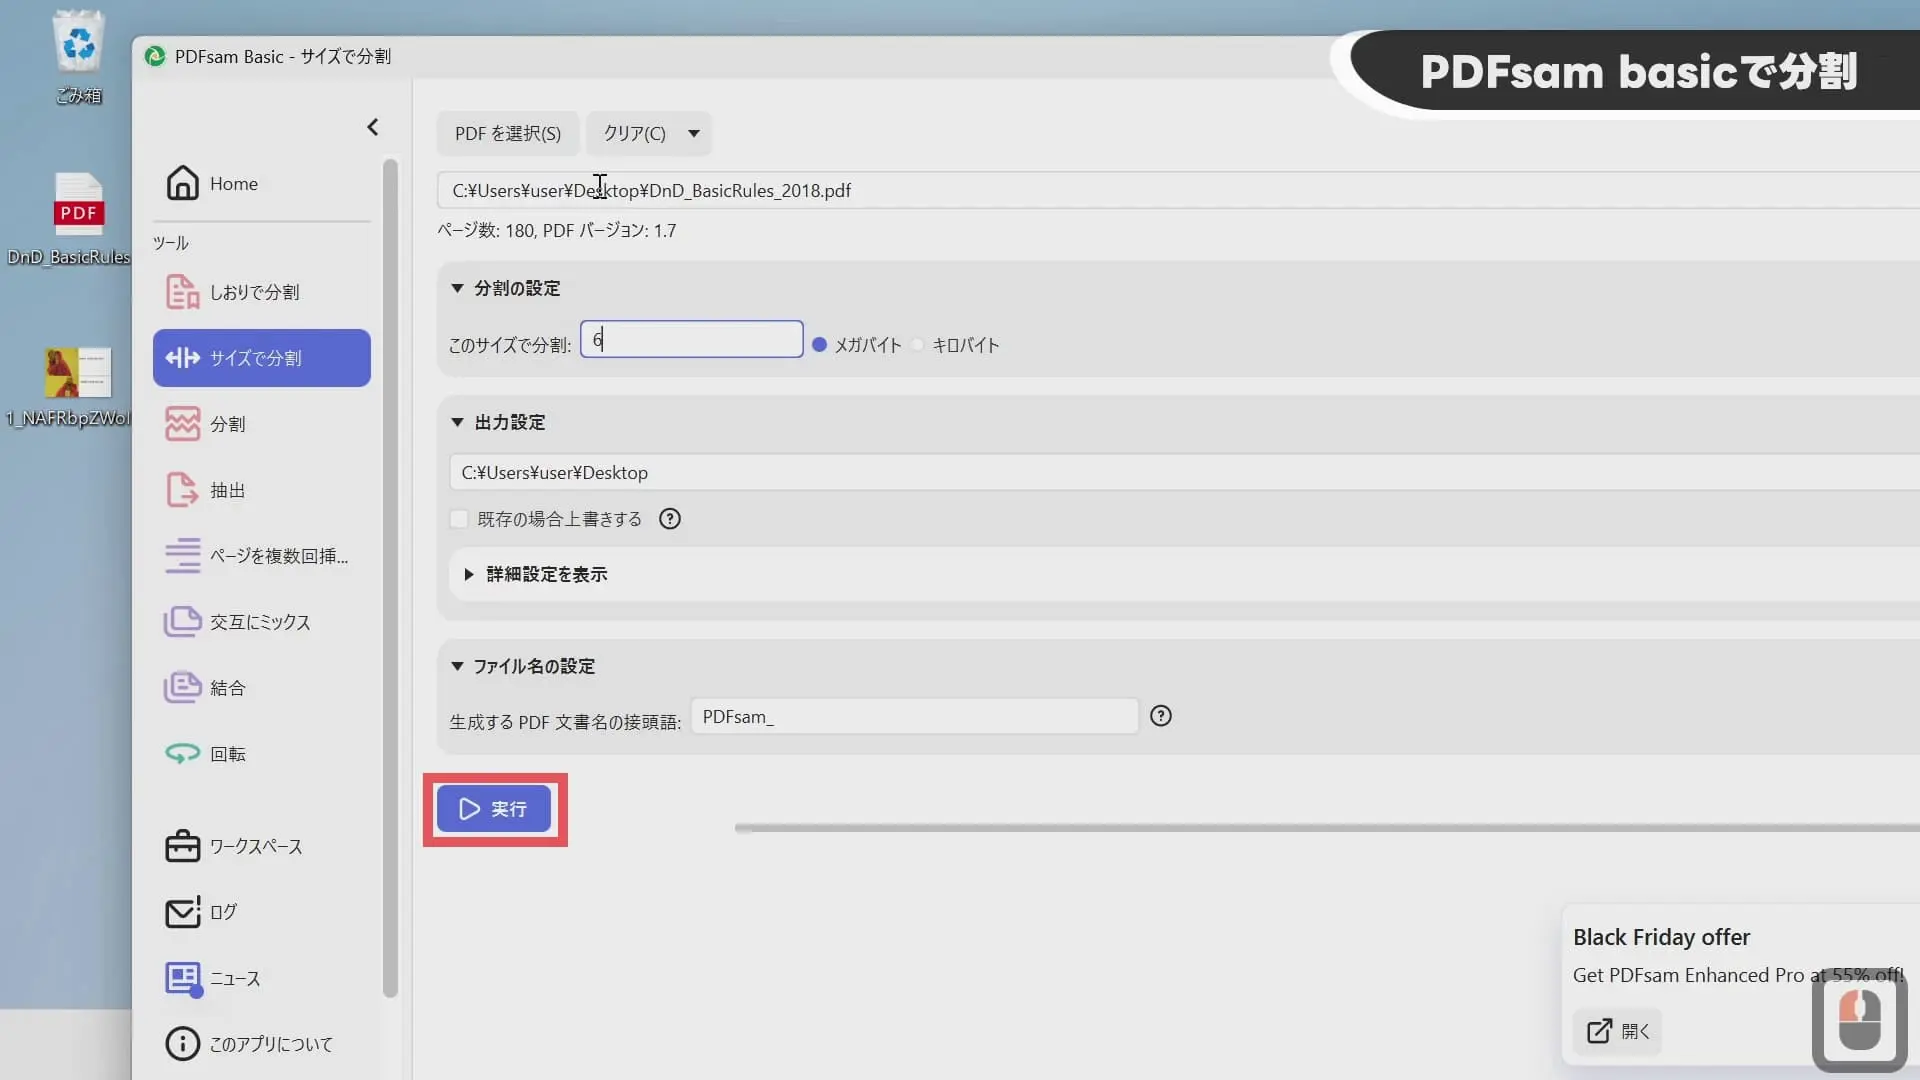 PDFsam basicで分割
ごみ箱
PDF
DnD_BasicRules
1_NAFRbpZWol
PDFsam Basic - サイズで分割
Home
ツール
しおりで分割
サイズで分割
分割
抽出
ページを複数回挿...
交互にミックス
結合
回転
ワークスペース
ログ
ニュース
このアプリについて
PDF を選択(S)
クリア(C)
C:¥Users¥user¥Desktop¥DnD_BasicRules_2018.pdf
ページ数: 180, PDF バージョン: 1.7
分割の設定
このサイズで分割: 6 メガバイト キロバイト
出力設定
C:¥Users¥user¥Desktop
既存の場合上書きする ?
詳細設定を表示
ファイル名の設定
生成する PDF 文書名の接頭語: PDFsam_ ?
実行
Black Friday offer
Get PDFsam Enhanced Pro at 55% off!
開く